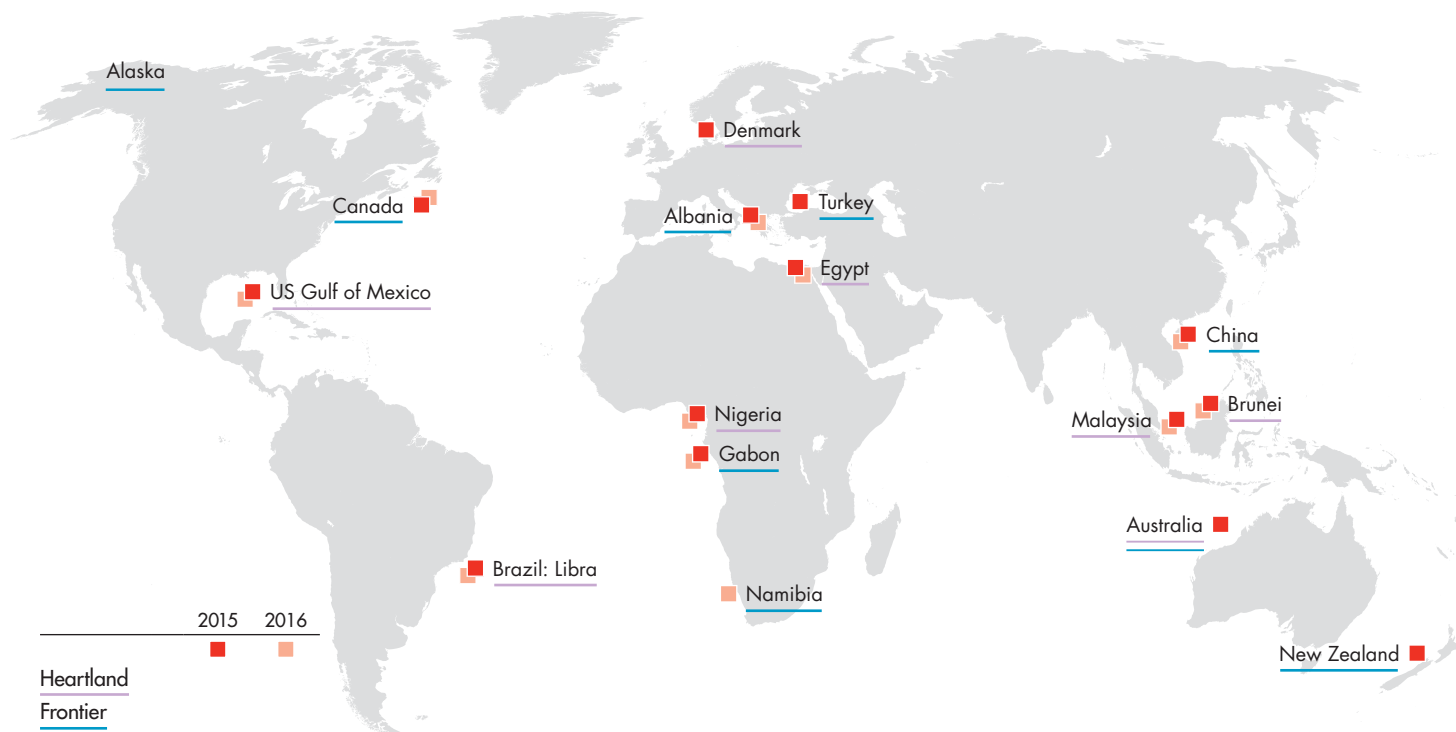 Alaska
Denmark
Canada
Albania
Turkey
Egypt
US Gulf of Mexico
China
Nigeria
Malaysia
Brunei
Gabon
Australia
Brazil: Libra
Namibia
2015 2016
New Zealand
Heartland
Frontier